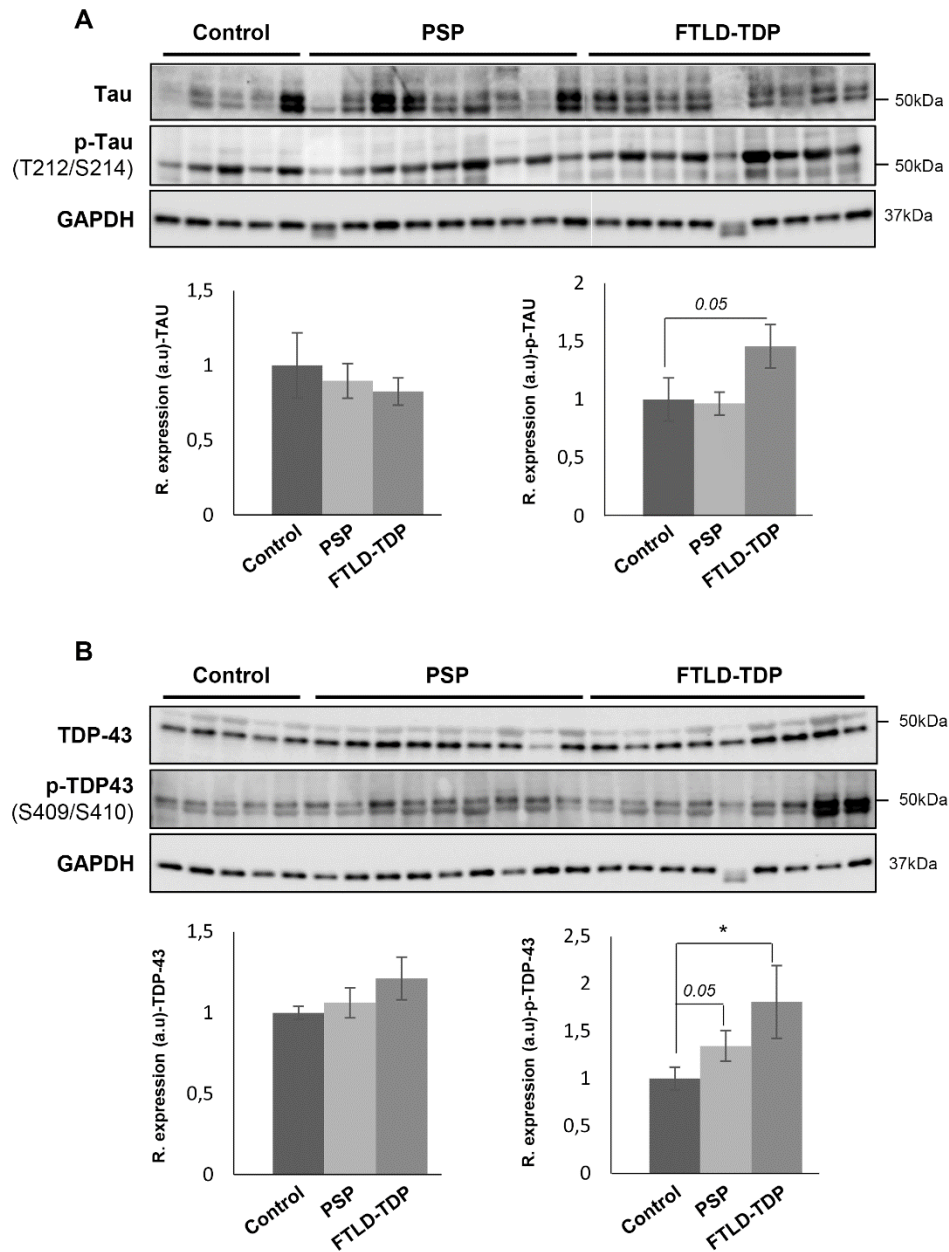 A
Control PSP FTLD-TDP
Tau 50kDa
p-Tau
(T212/S214) 50kDa
GAPDH 37kDa
R. expression (a.u)-TAU
1,5
1
0,5
0
Control PSP FTLD-TDP
R. expression (a.u)-p-TAU
2
1,5
1
0,5
0
0.05
Control PSP FTLD-TDP
B
Control PSP FTLD-TDP
TDP-43 50kDa
p-TDP43
(S409/S410) 50kDa
GAPDH 37kDa
R. expression (a.u)-TDP-43
1,5
1
0,5
0
Control PSP FTLD-TDP
R. expression (a.u)-p-TDP-43
2,5
2
1,5
1
0,5
0
*
0.05
Control PSP FTLD-TDP